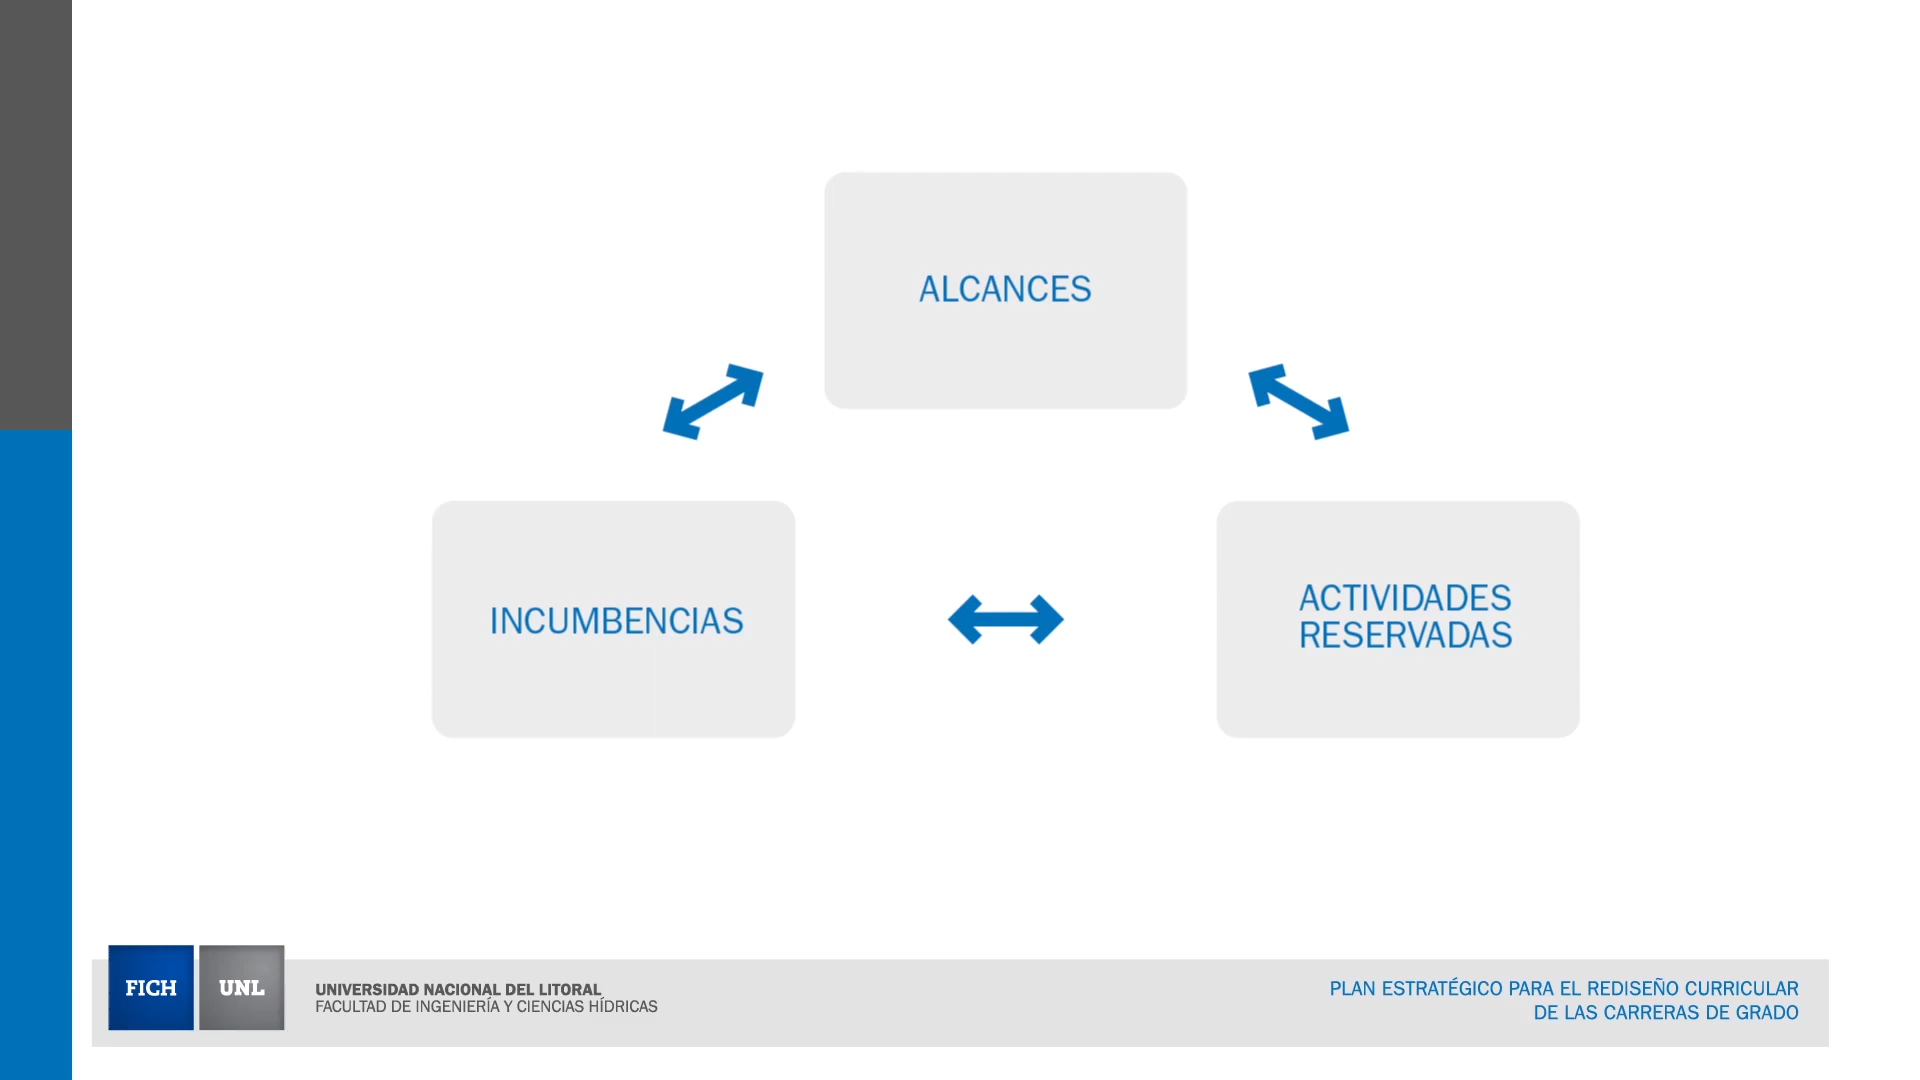 ALCANCES
INCUMBENCIAS
ACTIVIDADES
RESERVADAS
FICH
UNL
UNIVERSIDAD NACIONAL DEL LITORAL
FACULTAD DE INGENIERÍA Y CIENCIAS HÍDRICAS
PLAN ESTRATÉGICO PARA EL REDISEÑO CURRICULAR
DE LAS CARRERAS DE GRADO